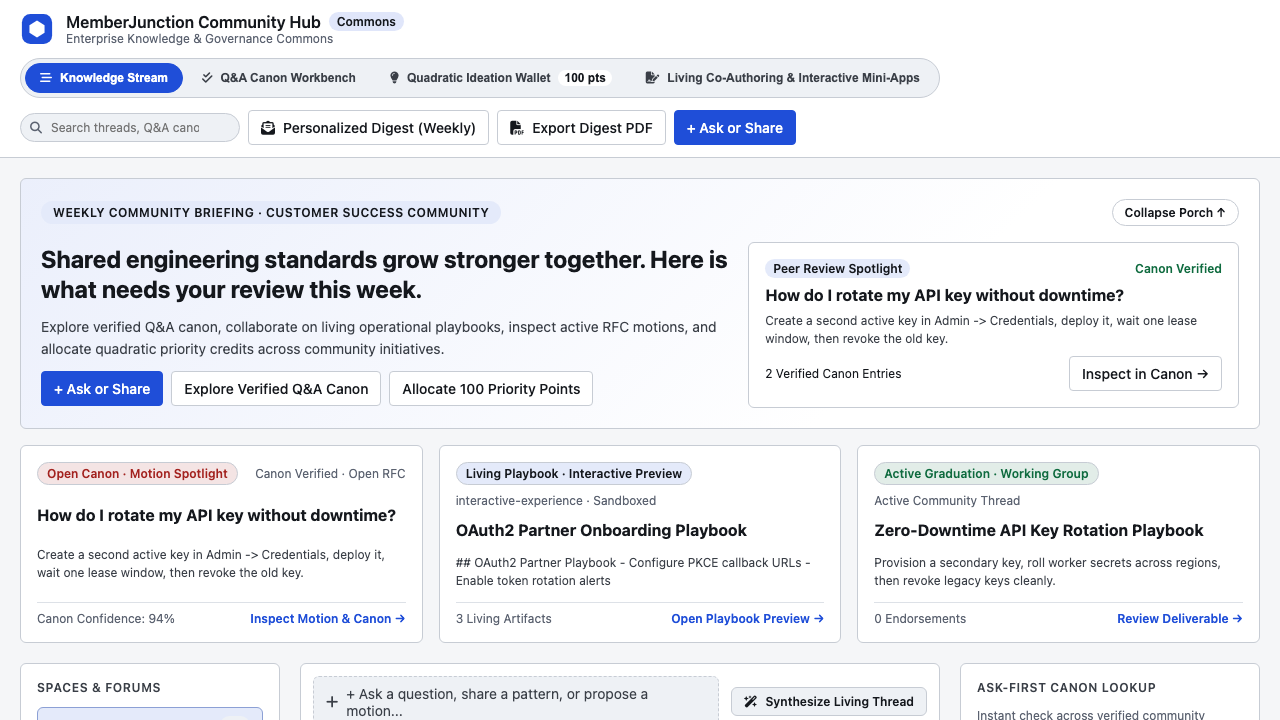 MemberJunction Community Hub
Commons
Enterprise Knowledge & Governance Commons
Knowledge Stream
Q&A Canon Workbench
Quadratic Ideation Wallet
100 pts
Living Co-Authoring & Interactive Mini-Apps
Search threads, Q&A canc
Personalized Digest (Weekly)
Export Digest PDF
+ Ask or Share
WEEKLY COMMUNITY BRIEFING · CUSTOMER SUCCESS COMMUNITY
Collapse Porch ↑
Shared engineering standards grow stronger together. Here is
what needs your review this week.
Explore verified Q&A canon, collaborate on living operational playbooks, inspect active RFC motions, and
allocate quadratic priority credits across community initiatives.
+ Ask or Share
Explore Verified Q&A Canon
Allocate 100 Priority Points
Peer Review Spotlight
Canon Verified
How do I rotate my API key without downtime?
Create a second active key in Admin -> Credentials, deploy it, wait one lease
window, then revoke the old key.
2 Verified Canon Entries
Inspect in Canon →
Open Canon · Motion Spotlight
Canon Verified · Open RFC
How do I rotate my API key without downtime?
Create a second active key in Admin -> Credentials, deploy it,
wait one lease window, then revoke the old key.
Canon Confidence: 94%
Inspect Motion & Canon →
Living Playbook · Interactive Preview
interactive-experience · Sandboxed
OAuth2 Partner Onboarding Playbook
## OAuth2 Partner Playbook - Configure PKCE callback URLs -
Enable token rotation alerts
3 Living Artifacts
Open Playbook Preview →
Active Graduation · Working Group
Active Community Thread
Zero-Downtime API Key Rotation Playbook
Provision a secondary key, roll worker secrets across regions,
then revoke legacy keys cleanly.
0 Endorsements
Review Deliverable →
SPACES & FORUMS
+ Ask a question, share a pattern, or propose a
motion...
Synthesize Living Thread
ASK-FIRST CANON LOOKUP
Instant check across verified community